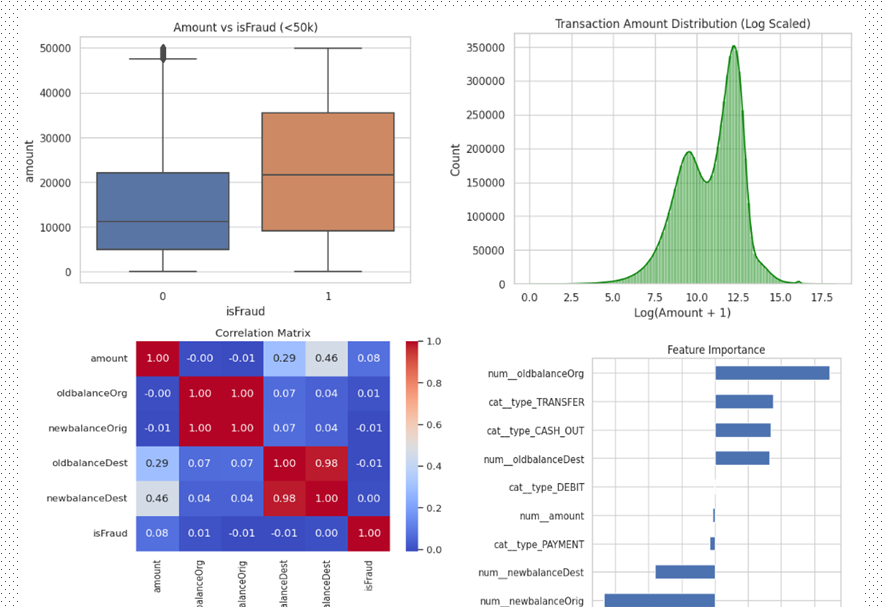 Amount vs isFraud (<50k)
50000
40000
30000
20000
10000
0
amount
0 1
isFraud
Transaction Amount Distribution (Log Scaled)
350000
300000
250000
200000
150000
100000
50000
0
Count
0.0 2.5 5.0 7.5 10.0 12.5 15.0 17.5
Log(Amount + 1)
Correlation Matrix
amount 1.00 -0.00 -0.01 0.29 0.46 0.08
oldbalanceOrg -0.00 1.00 1.00 0.07 0.04 0.01
newbalanceOrig -0.01 1.00 1.00 0.07 0.04 -0.01
oldbalanceDest 0.29 0.07 0.07 1.00 0.98 -0.01
newbalanceDest 0.46 0.04 0.04 0.98 1.00 0.00
isFraud 0.08 0.01 -0.01 -0.01 0.00 1.00
amount
balanceOrg
balanceOrig
balanceDest
balanceDest
isFraud
1.0
0.8
0.6
0.4
0.2
0.0
Feature Importance
num__oldbalanceOrg
cat__type_TRANSFER
cat__type_CASH_OUT
num__oldbalanceDest
cat__type_DEBIT
num__amount
cat__type_PAYMENT
num__newbalanceDest
num__newbalanceOrig